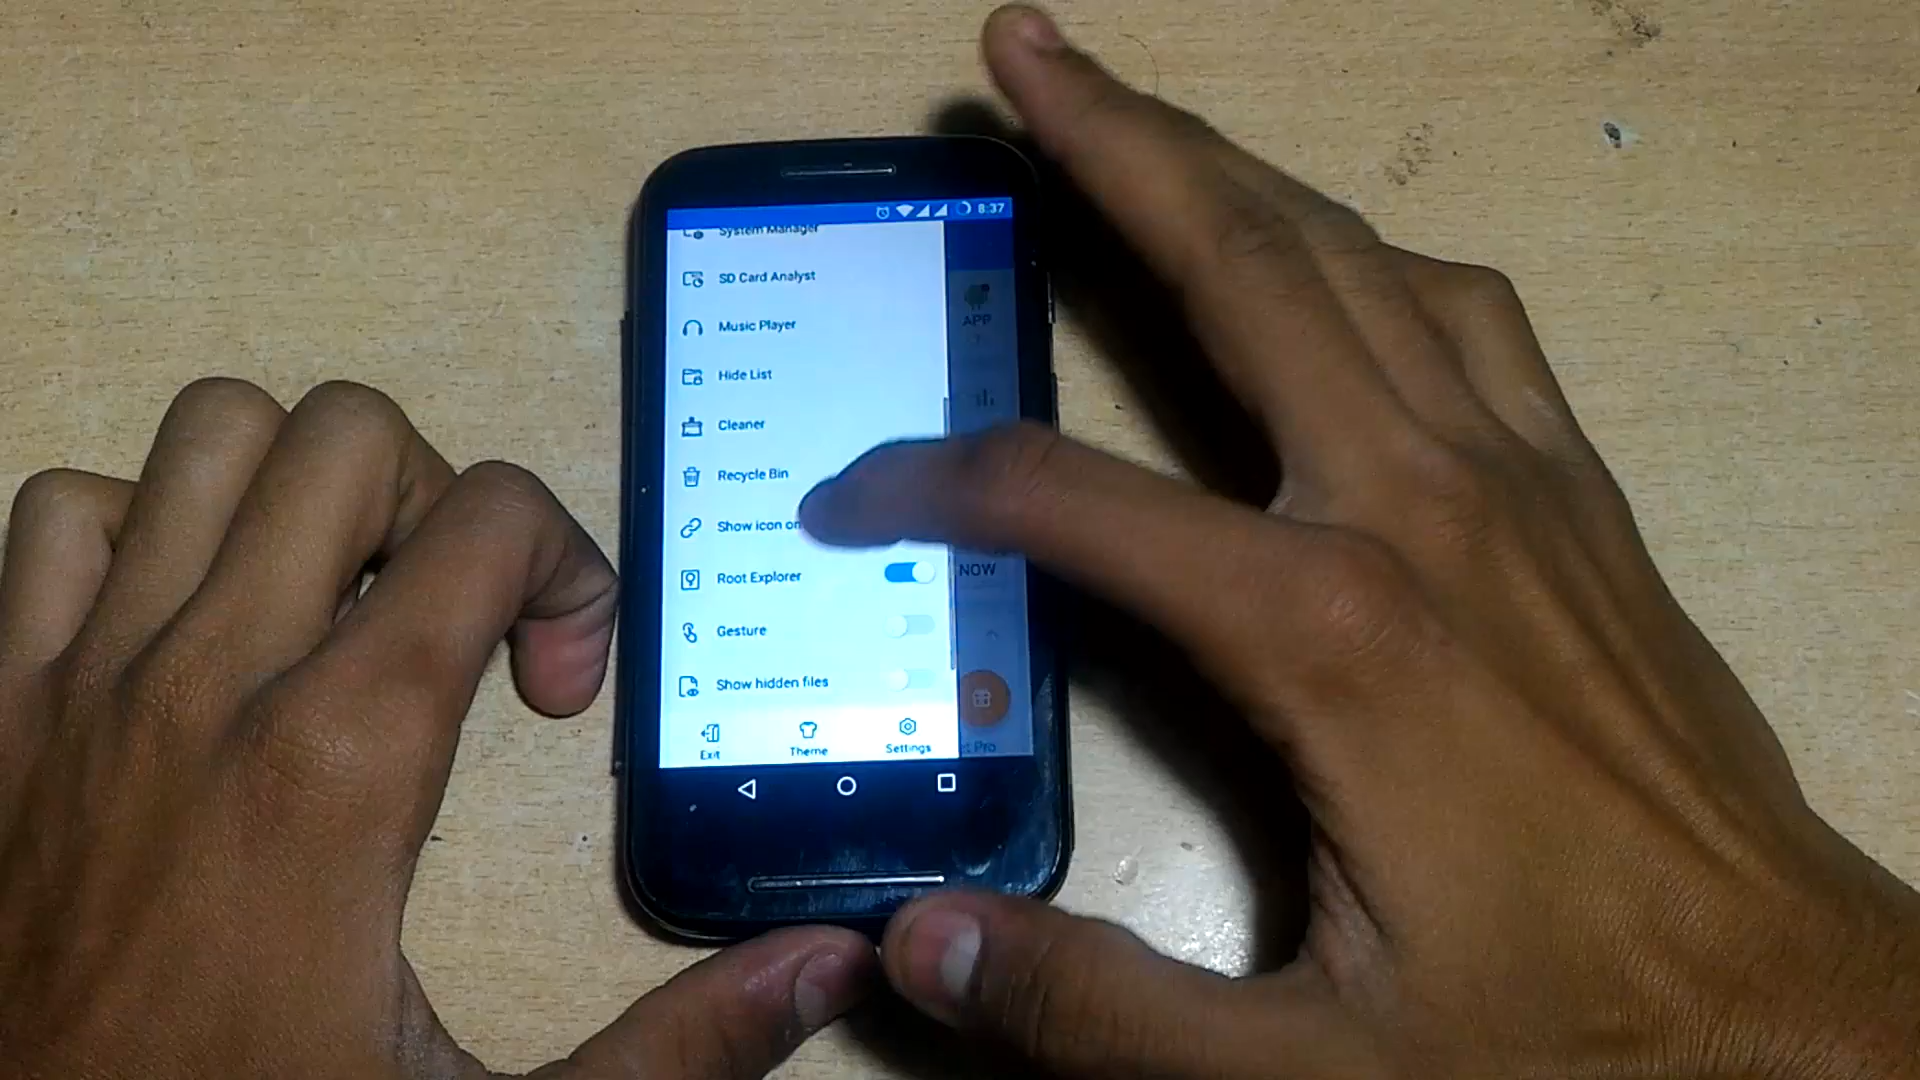 8:37
System Manager
SD Card Analyst
APP
Music Player
Hide List
Cleaner
Recycle Bin
Show icon on
Root Explorer
NOW
Gesture
Show hidden files
Exit
Theme
Settings
Pro